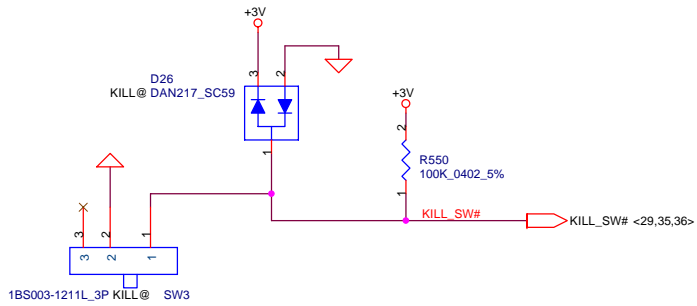 +3V
D26
KILL@ DAN217_SC59
3
2
1
+3V
2
R550
100K_0402_5%
1
KILL_SW#
KILL_SW# <29,35,36>
3
2
1
3
2
1
1BS003-1211L_3P KILL@ SW3